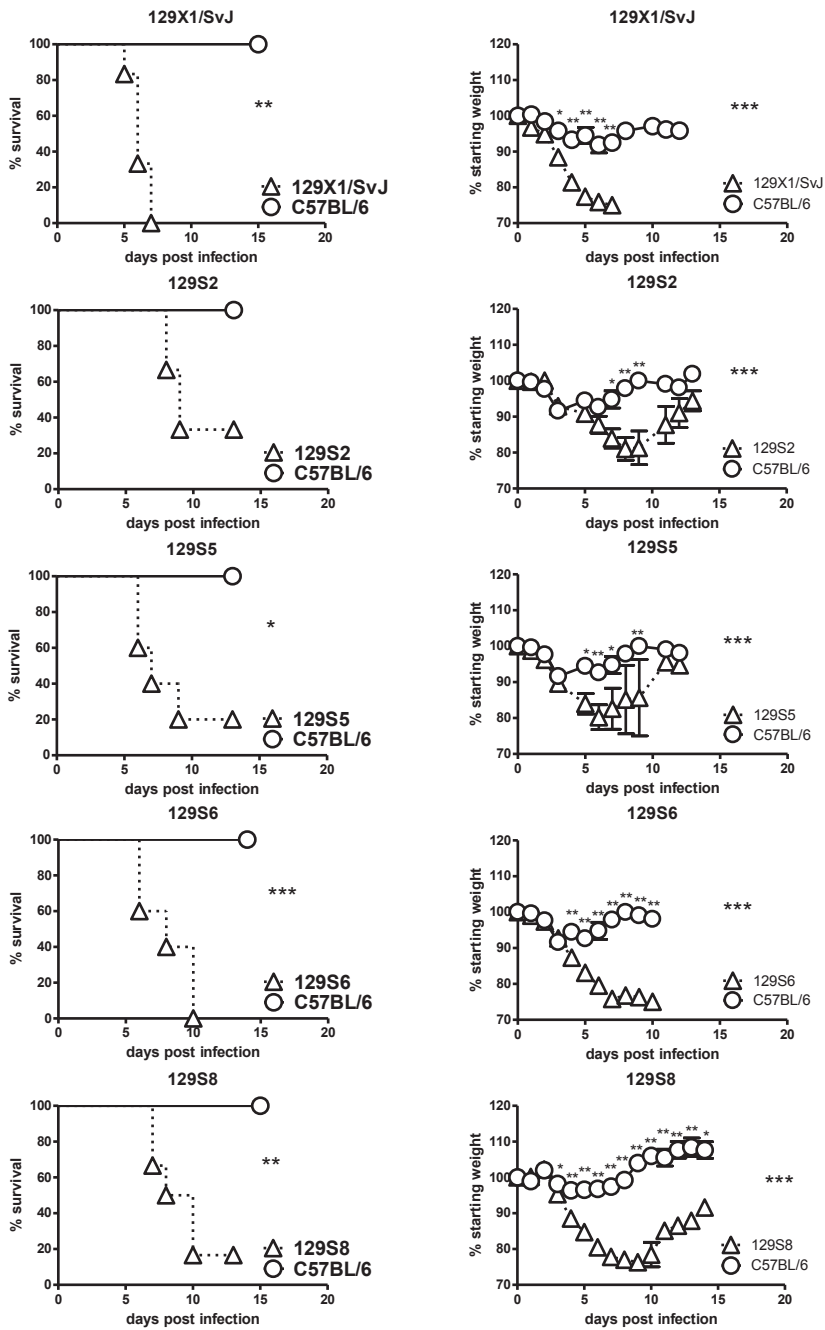 129X1/SvJ
100
80
60
40
20
0
% survival
**
129X1/SvJ
C57BL/6
0 5 10 15 20
days post infection
129X1/SvJ
120
110
100
90
80
70
% starting weight
* ** ** ** **
***
129X1/SvJ
C57BL/6
0 5 10 15 20
days post infection
129S2
100
80
60
40
20
0
% survival
129S2
C57BL/6
0 5 10 15 20
days post infection
129S2
120
110
100
90
80
70
% starting weight
* ** **
***
129S2
C57BL/6
0 5 10 15 20
days post infection
129S5
100
80
60
40
20
0
% survival
*
129S5
C57BL/6
0 5 10 15 20
days post infection
129S5
120
110
100
90
80
70
% starting weight
* ** * **
***
129S5
C57BL/6
0 5 10 15 20
days post infection
129S6
100
80
60
40
20
0
% survival
***
129S6
C57BL/6
0 5 10 15 20
days post infection
129S6
120
110
100
90
80
70
% starting weight
** ** ** ** ** ** **
***
129S6
C57BL/6
0 5 10 15 20
days post infection
129S8
100
80
60
40
20
0
% survival
**
129S8
C57BL/6
0 5 10 15 20
days post infection
129S8
120
110
100
90
80
70
% starting weight
* ** ** ** ** ** ** ** ** ** ** *
***
129S8
C57BL/6
0 5 10 15 20
days post infection